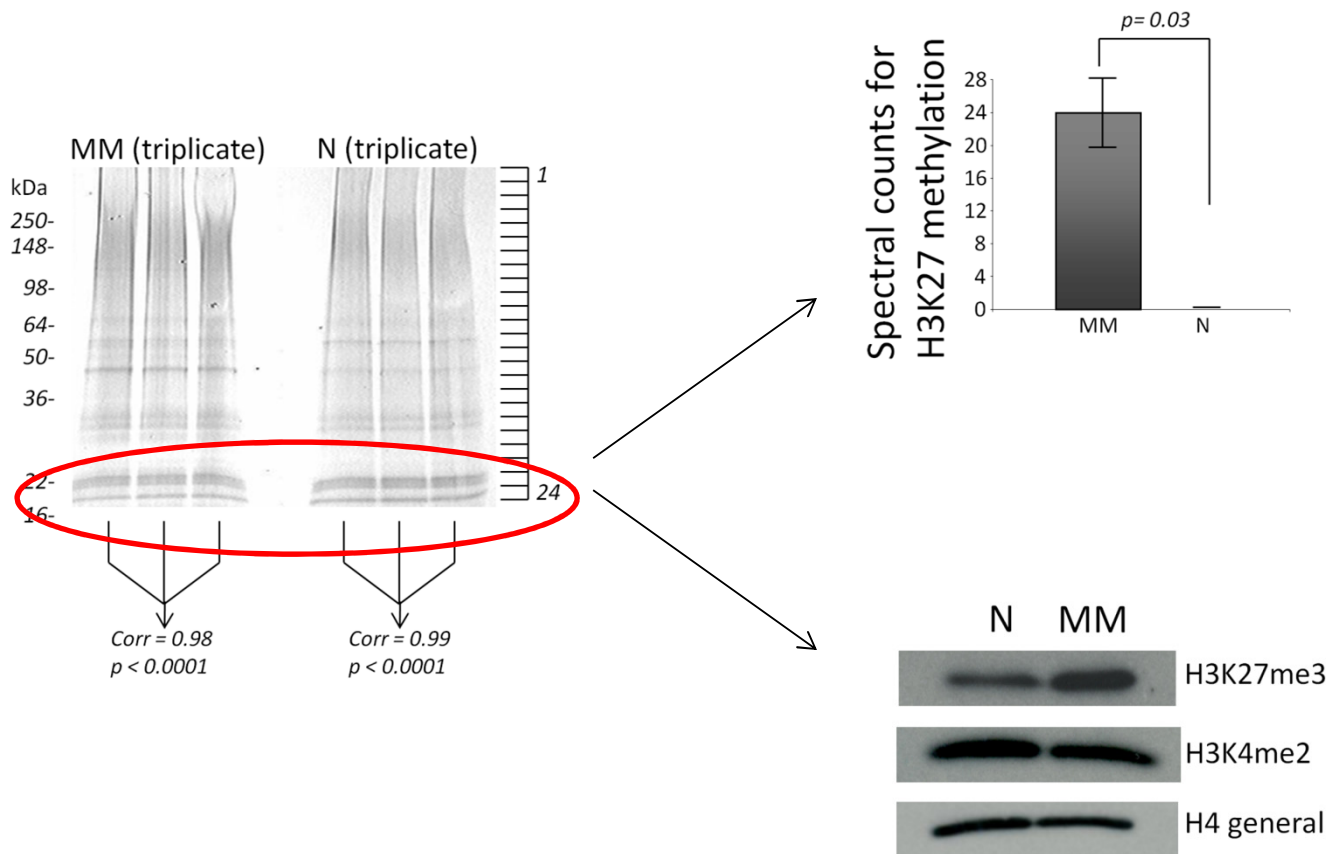 MM (triplicate)
N (triplicate)
kDa
250-
148-
98-
64-
50-
36-
22-
16-
1
24
Corr = 0.98
p < 0.0001
Corr = 0.99
p < 0.0001
Spectral counts for
H3K27 methylation
p= 0.03
28
24
20
16
12
8
4
0
MM
N
N
MM
H3K27me3
H3K4me2
H4 general